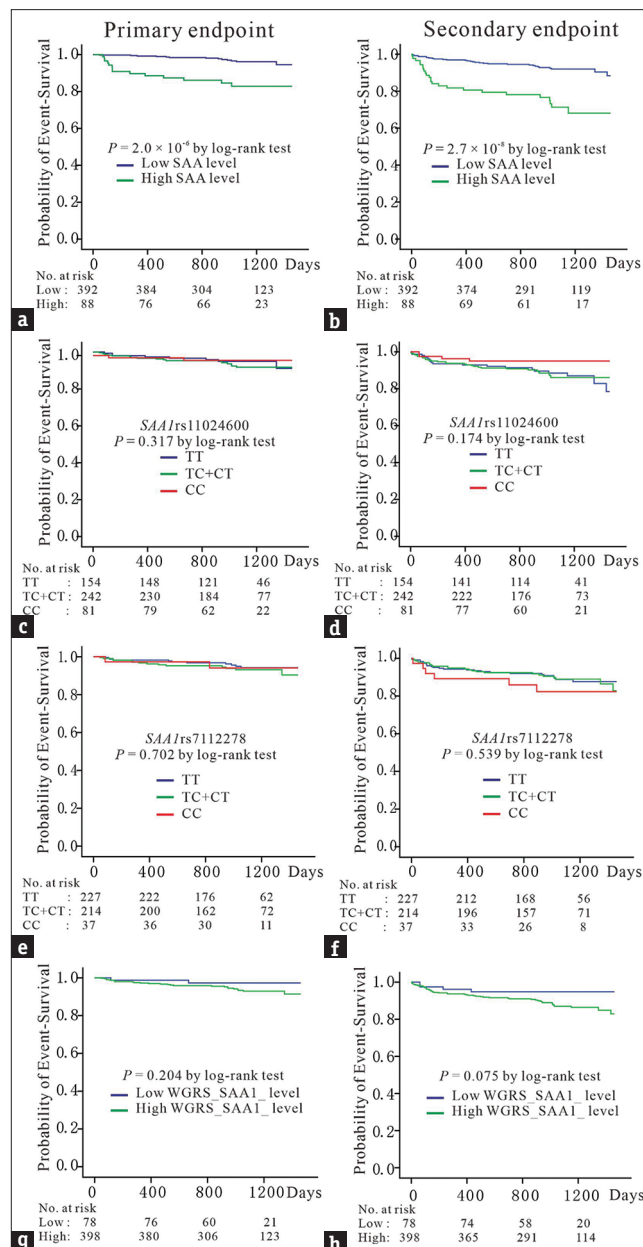 Primary endpoint
Secondary endpoint
Probability of Event-Survival
1.0
0.8
0.6
0.4
0.2
0.0
P = 2.0 × 10⁻⁶ by log-rank test
Low SAA level
High SAA level
0 400 800 1200 Days
No. at risk
Low: 392 384 304 123
High: 88 76 66 23
a
Probability of Event-Survival
1.0
0.8
0.6
0.4
0.2
0.0
P = 2.7 × 10⁻⁸ by log-rank test
Low SAA level
High SAA level
0 400 800 1200 Days
No. at risk
Low: 392 374 291 119
High: 88 69 61 17
b
Probability of Event-Survival
1.0
0.8
0.6
0.4
0.2
0.0
SAA1rs11024600
P = 0.317 by log-rank test
TT
TC+CT
CC
0 400 800 1200 Days
No. at risk
TT : 154 148 121 46
TC+CT : 242 230 184 77
CC : 81 79 62 22
c
Probability of Event-Survival
1.0
0.8
0.6
0.4
0.2
0.0
SAA1rs11024600
P = 0.174 by log-rank test
TT
TC+CT
CC
0 400 800 1200 Days
No. at risk
TT : 154 141 114 41
TC+CT : 242 222 176 73
CC : 81 77 60 21
d
Probability of Event-Survival
1.0
0.8
0.6
0.4
0.2
0.0
SAA1rs7112278
P = 0.702 by log-rank test
TT
TC+CT
CC
0 400 800 1200 Days
No. at risk
TT : 227 222 176 62
TC+CT : 214 200 162 72
CC : 37 36 30 11
e
Probability of Event-Survival
1.0
0.8
0.6
0.4
0.2
0.0
SAA1rs7112278
P = 0.539 by log-rank test
TT
TC+CT
CC
0 400 800 1200 Days
No. at risk
TT : 227 212 168 56
TC+CT : 214 196 157 71
CC : 37 33 26 8
f
Probability of Event-Survival
1.0
0.8
0.6
0.4
0.2
0.0
P = 0.204 by log-rank test
Low WGRS_SAA1_ level
High WGRS_SAA1_ level
0 400 800 1200 Days
No. at risk
Low : 78 76 60 21
High: 398 380 306 123
g
Probability of Event-Survival
1.0
0.8
0.6
0.4
0.2
0.0
P = 0.075 by log-rank test
Low WGRS_SAA1_ level
High WGRS_SAA1_ level
0 400 800 1200 Days
No. at risk
Low : 78 74 58 20
High: 398 365 291 114
h